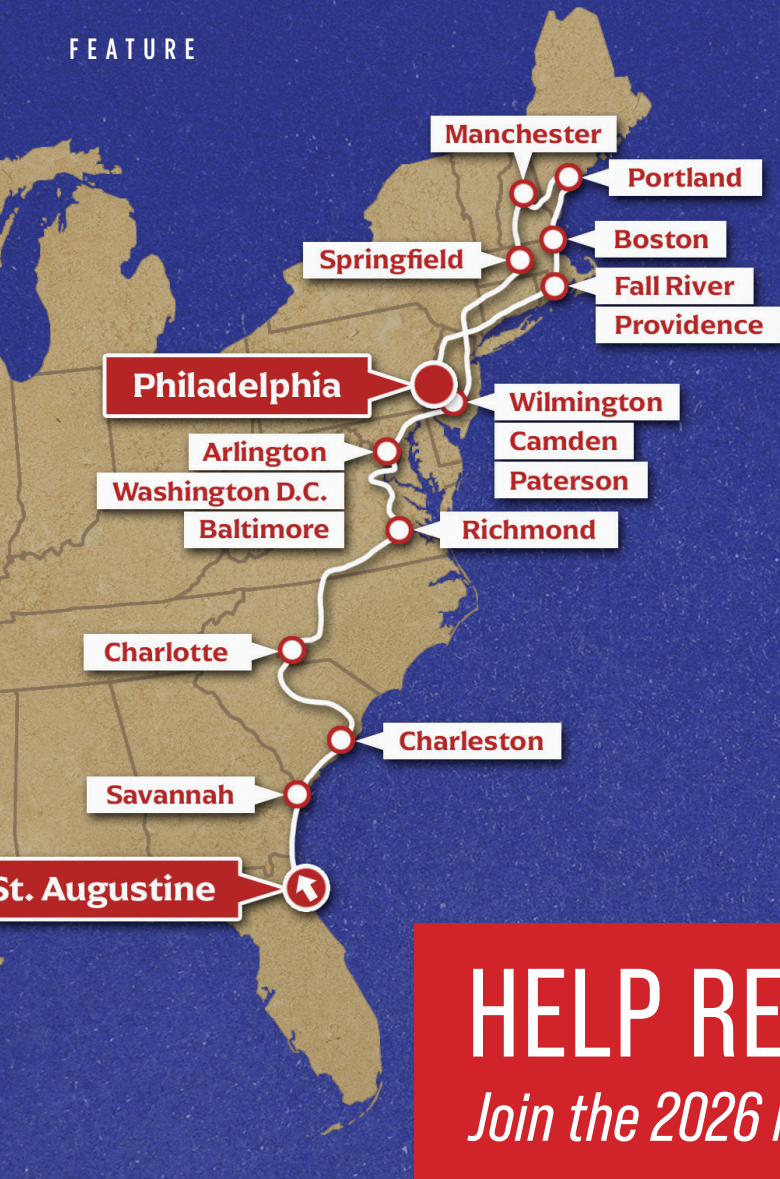 FEATURE
Manchester
Portland
Boston
Springfield
Fall River
Providence
Philadelphia
Wilmington
Camden
Paterson
Arlington
Washington D.C.
Baltimore
Richmond
Charlotte
Charleston
Savannah
St. Augustine
HELP RE
Join the 2026